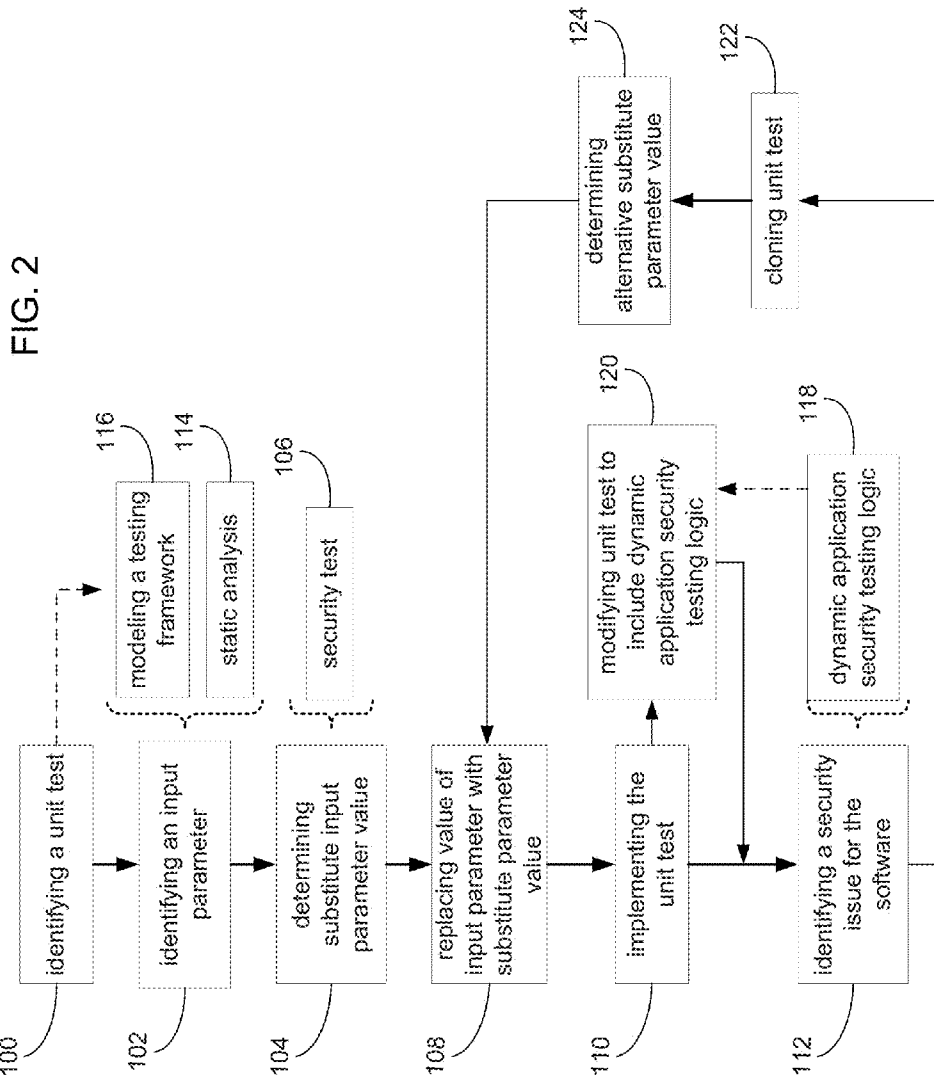 FIG. 2
100
identifying a unit test
102
identifying an input
parameter
116
modeling a testing
framework
114
static analysis
104
determining
substitute input
parameter value
106
security test
108
replacing value of
input parameter with
substitute parameter
value
110
implementing the
unit test
120
modifying unit test to
include dynamic
application security
testing logic
124
determining
alternative substitute
parameter value
112
identifying a security
issue for the
software
118
dynamic application
security testing logic
122
cloning unit test